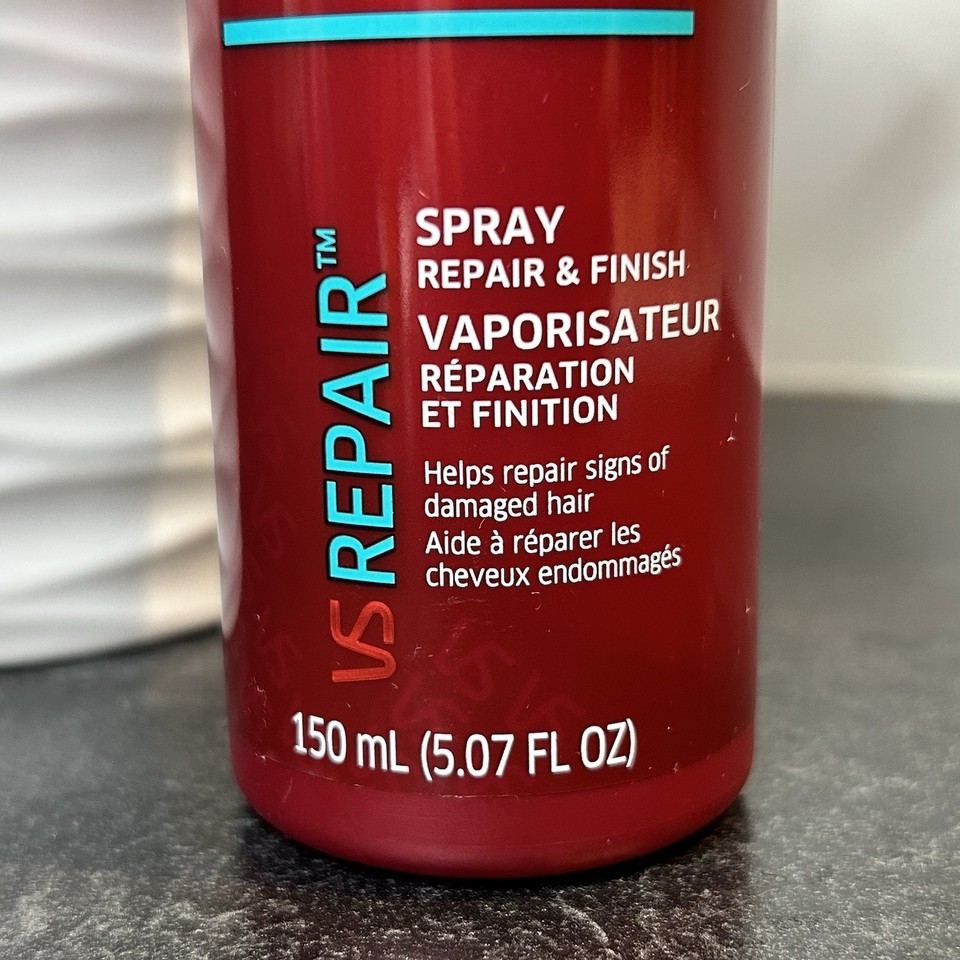 SPRAY
REPAIR & FINISH
VAPORISATEUR
RÉPARATION
ET FINITION
Helps repair signs of
damaged hair
Aide à réparer les
cheveux endommagés
VS REPAIR™
150 mL (5.07 FL OZ)